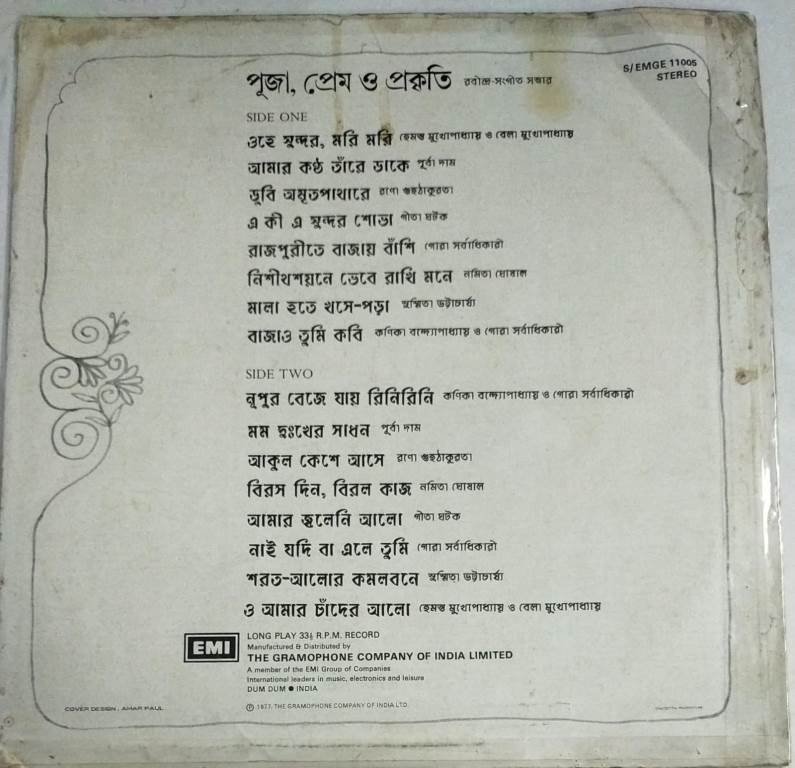 পূজা, প্রেম ও প্রকৃতি রবীন্দ্র-সংগীত সম্ভার
S/EMGE 11005
STEREO
SIDE ONE
ওহে সুন্দর, মরি মরি হেমন্ত মুখোপাধ্যায় ও বেলা মুখোপাধ্যায়
আমার কণ্ঠ তাঁরে ডাকে পূর্বা দাম
ডুবি অমৃতপাথারে রাণো গুহঠাকুরতা
এ কী এ সুন্দর শোভা গীতা ঘটক
রাজপুরীতে বাজায় বাঁশি গোরা সর্বাধিকারী
নিশীথশয়নে ভেবে রাখি মনে নমিতা ঘোষাল
মালা হতে খসে-পড়া সুস্মিতা ভট্টাচার্য
বাজাও তুমি কবি কণিকা বন্দ্যোপাধ্যায় ও গোরা সর্বাধিকারী
SIDE TWO
নূপুর বেজে যায় রিনিরিনি কণিকা বন্দ্যোপাধ্যায় ও গোরা সর্বাধিকারী
মম দুঃখের সাধন পূর্বা দাম
আকুল কেশে আসে রাণো গুহঠাকুরতা
বিরস দিন, বিরল কাজ নমিতা ঘোষাল
আমার জ্বলেনি আলো গীতা ঘটক
নাই যদি বা এলে তুমি গোরা সর্বাধিকারী
শরত-আলোর কমলবনে সুস্মিতা ভট্টাচার্য
ও আমার চাঁদের আলো হেমন্ত মুখোপাধ্যায় ও বেলা মুখোপাধ্যায়
EMI
LONG PLAY 33⅓ R.P.M. RECORD
Manufactured & Distributed by
THE GRAMOPHONE COMPANY OF INDIA LIMITED
A member of the EMI Group of Companies
International leaders in music, electronics and leisure
DUM DUM ● INDIA
COVER DESIGN . AMAR PAUL
Ⓟ 1977. THE GRAMOPHONE COMPANY OF INDIA LTD.